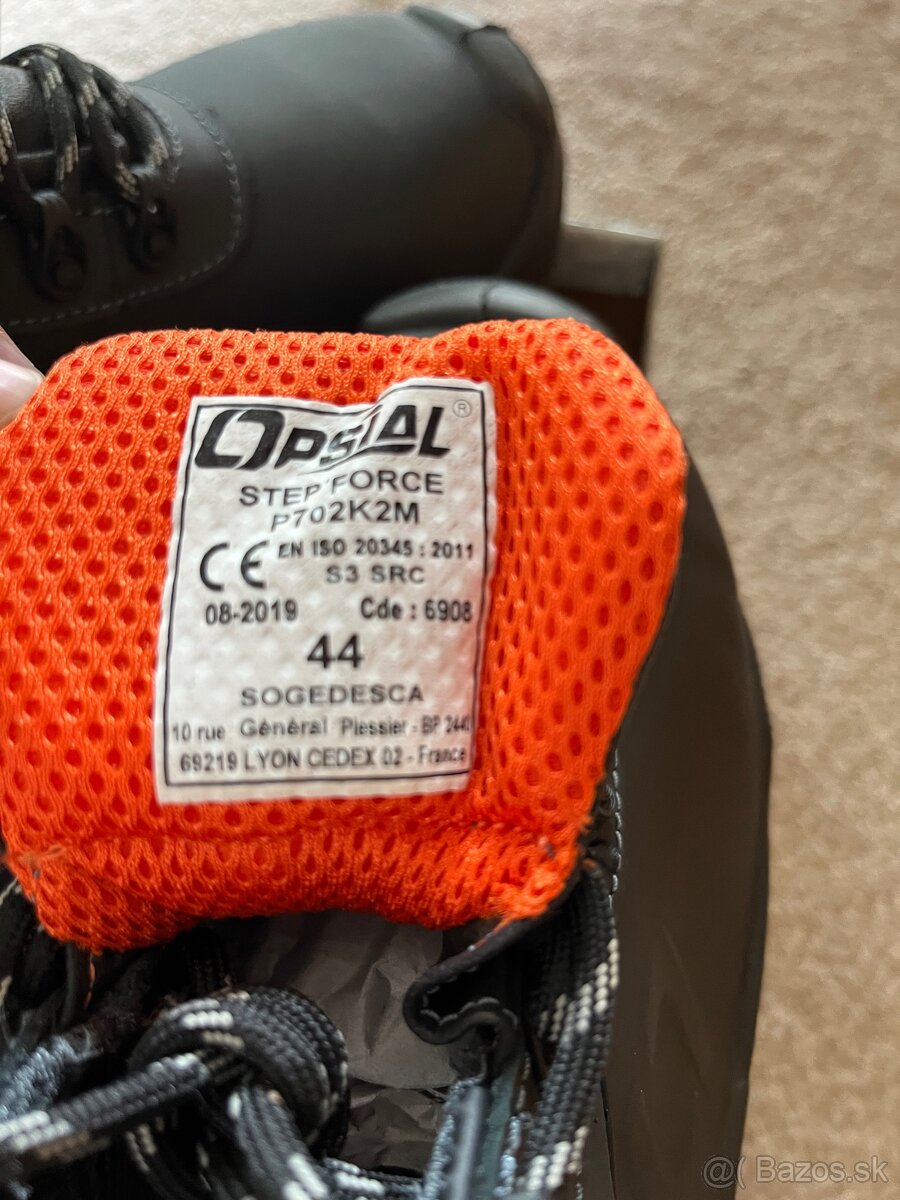 OPSIAL®
STEP FORCE
P702K2M
CE EN ISO 20345 : 2011
S3 SRC
08-2019 Cde : 6908
44
SOGEDESCA
10 rue Général Plessier - BP 2440
69219 LYON CEDEX 02 - France
@( Bazos.sk